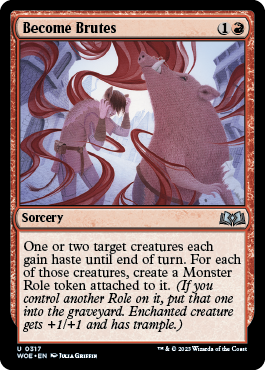 Become Brutes 1
Sorcery
One or two target creatures each
gain haste until end of turn. For each
of those creatures, create a Monster
Role token attached to it. (If you
control another Role on it, put that one
into the graveyard. Enchanted creature
gets +1/+1 and has trample.)
U 0317
WOE • EN Julia Griffin
™ & © 2023 Wizards of the Coast